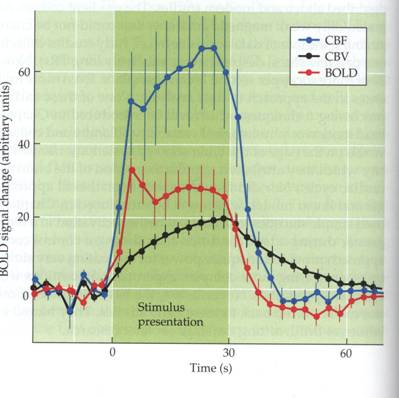 CBF
CBV
BOLD
BOLD signal change (arbitrary units)
60
40
20
0
Stimulus
presentation
0
30
60
Time (s)